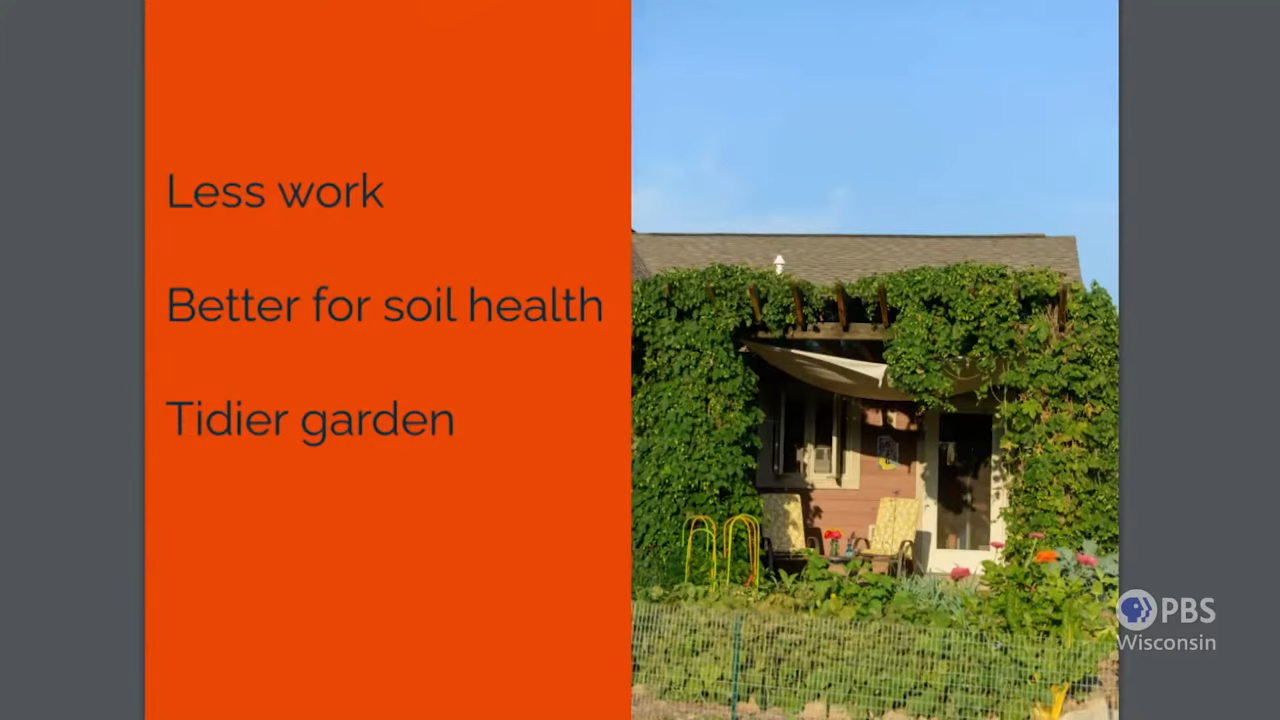 Less work
Better for soil health
Tidier garden
PBS
Wisconsin